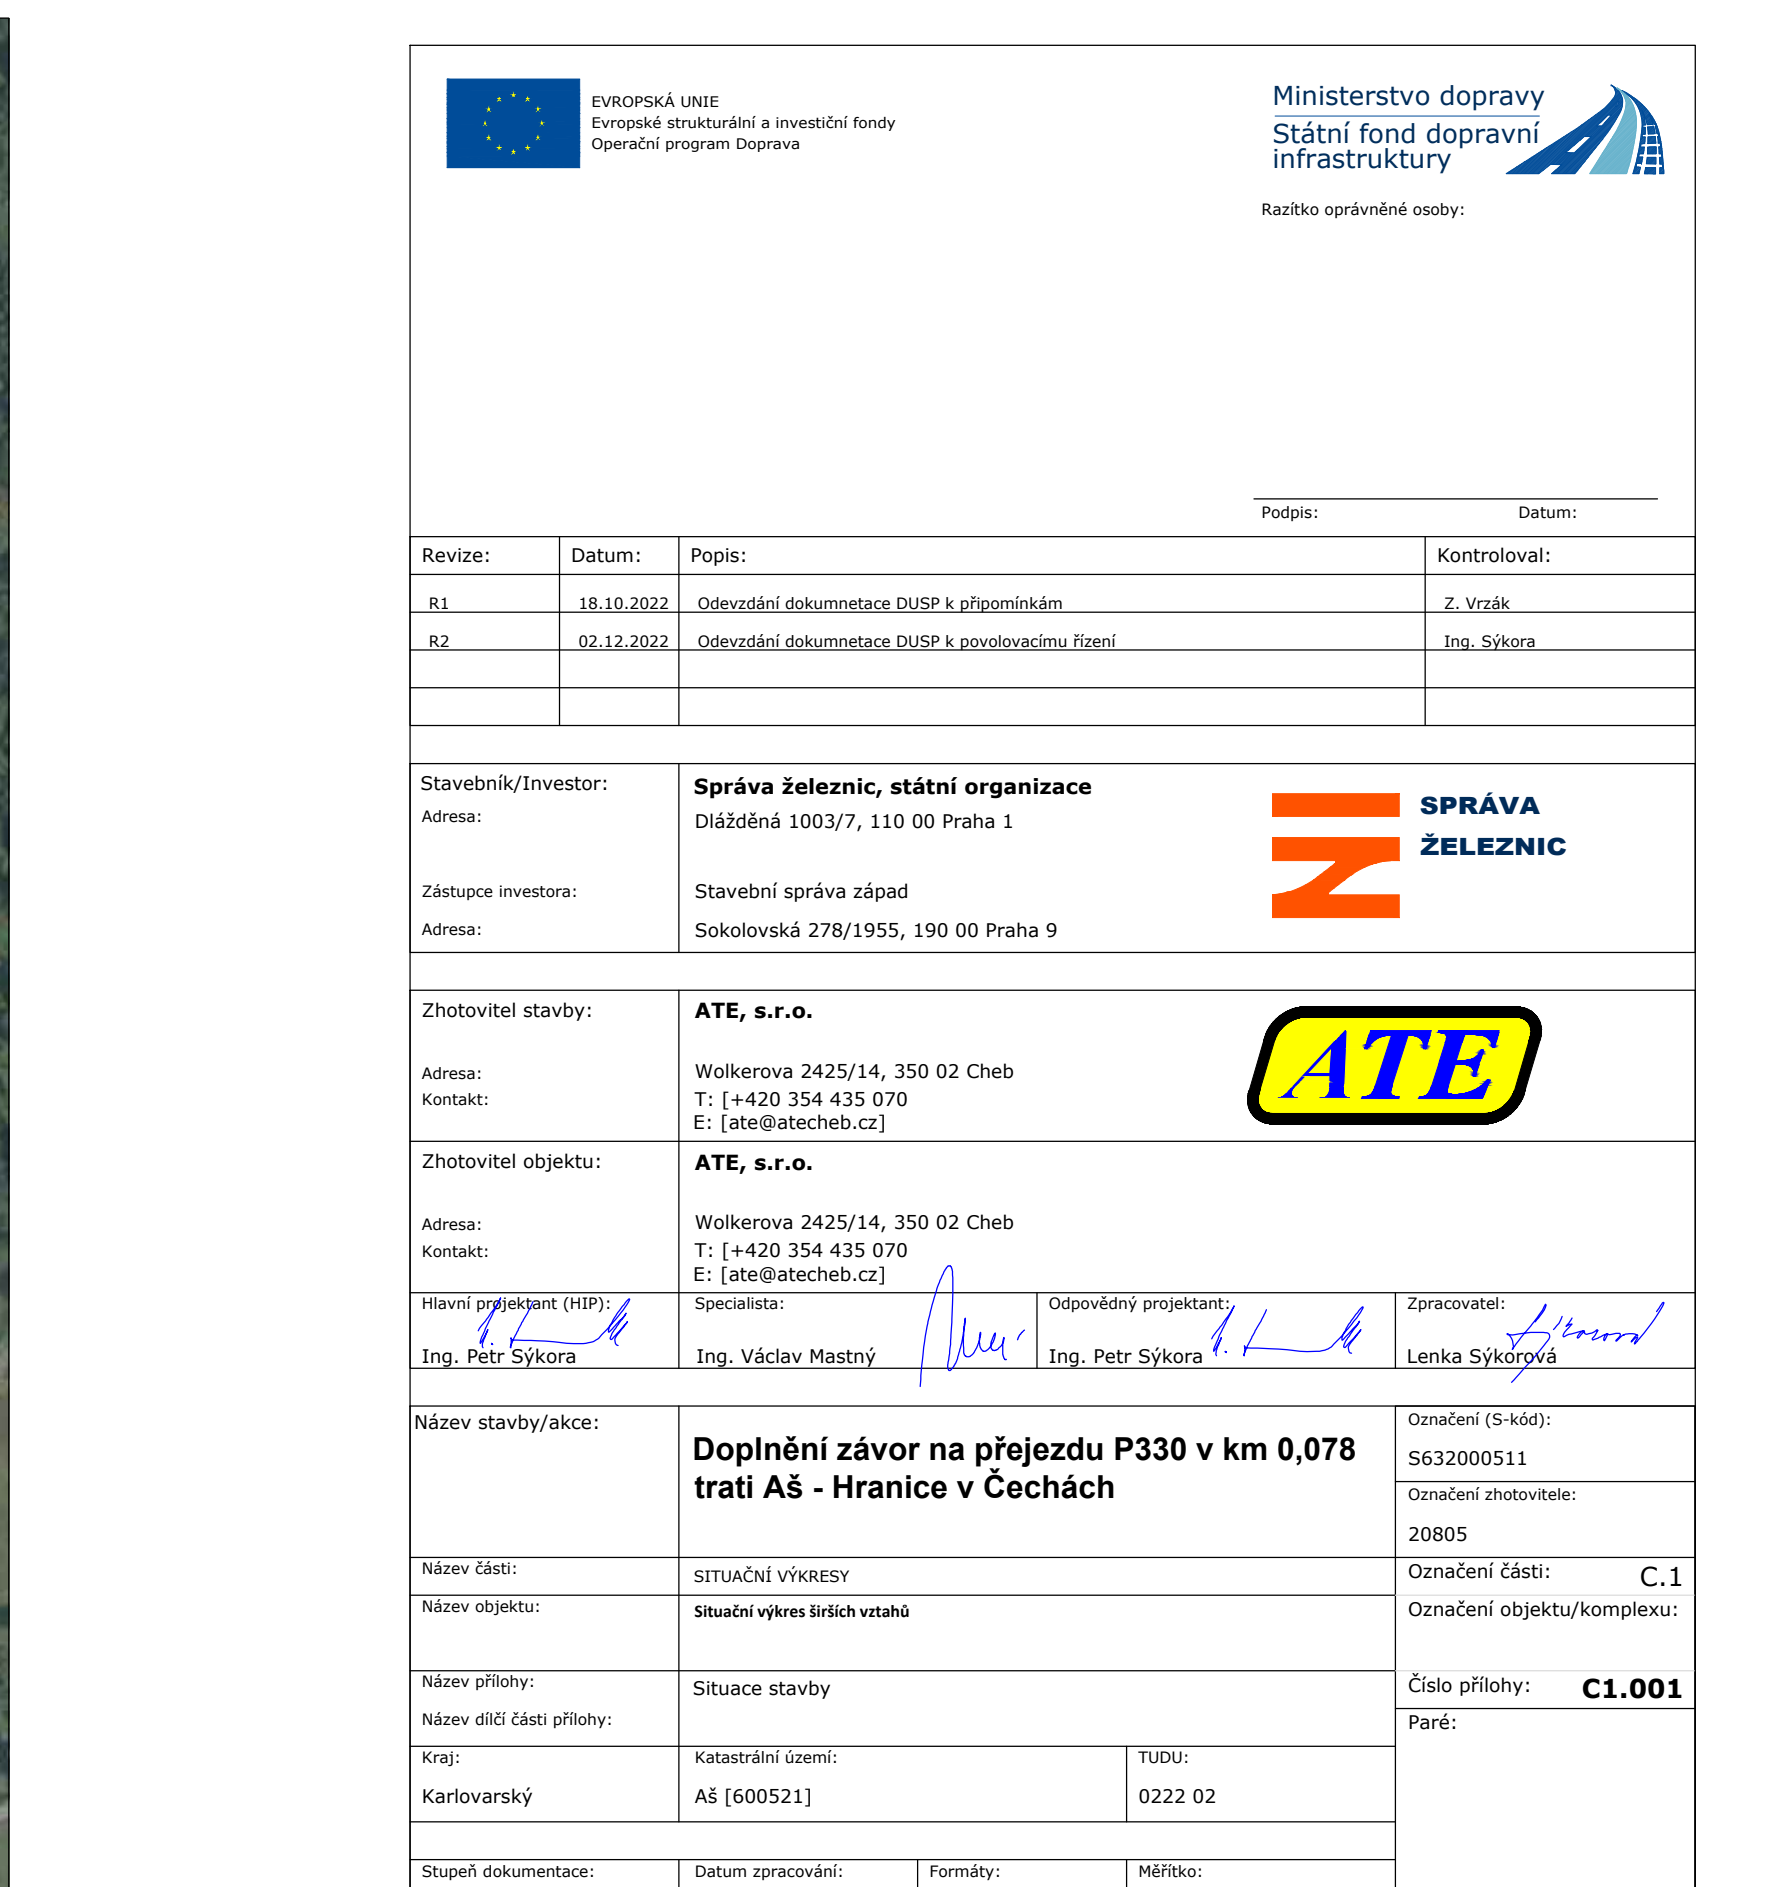 EVROPSKÁ UNIE
Evropské strukturální a investiční fondy
Operační program Doprava
Ministerstvo dopravy
Státní fond dopravní
infrastruktury
Razítko oprávněné osoby:
Podpis: Datum:
Revize: Datum: Popis: Kontroloval:
R1 18.10.2022 Odevzdání dokumnetace DUSP k připomínkám Z. Vrzák
R2 02.12.2022 Odevzdání dokumnetace DUSP k povolovacímu řízení Ing. Sýkora
Stavebník/Investor: Správa železnic, státní organizace
Adresa: Dlážděná 1003/7, 110 00 Praha 1
SPRÁVA
ŽELEZNIC
Zástupce investora: Stavební správa západ
Adresa: Sokolovská 278/1955, 190 00 Praha 9
Zhotovitel stavby: ATE, s.r.o.
ATE
Adresa: Wolkerova 2425/14, 350 02 Cheb
Kontakt: T: [+420 354 435 070
E: [ate@atecheb.cz]
Zhotovitel objektu: ATE, s.r.o.
Adresa: Wolkerova 2425/14, 350 02 Cheb
Kontakt: T: [+420 354 435 070
E: [ate@atecheb.cz]
Hlavní projektant (HIP): Specialista: Odpovědný projektant: Zpracovatel:
Ing. Petr Sýkora Ing. Václav Mastný Ing. Petr Sýkora Lenka Sýkorová
Název stavby/akce: Označení (S-kód):
Doplnění závor na přejezdu P330 v km 0,078
trati Aš - Hranice v Čechách
S632000511
Označení zhotovitele:
20805
Název části: SITUAČNÍ VÝKRESY Označení části: C.1
Název objektu: Situační výkres širších vztahů Označení objektu/komplexu:
Název přílohy: Situace stavby Číslo přílohy: C1.001
Název dílčí části přílohy: Paré:
Kraj: Katastrální území: TUDU:
Karlovarský Aš [600521] 0222 02
Stupeň dokumentace: Datum zpracování: Formáty: Měřítko: